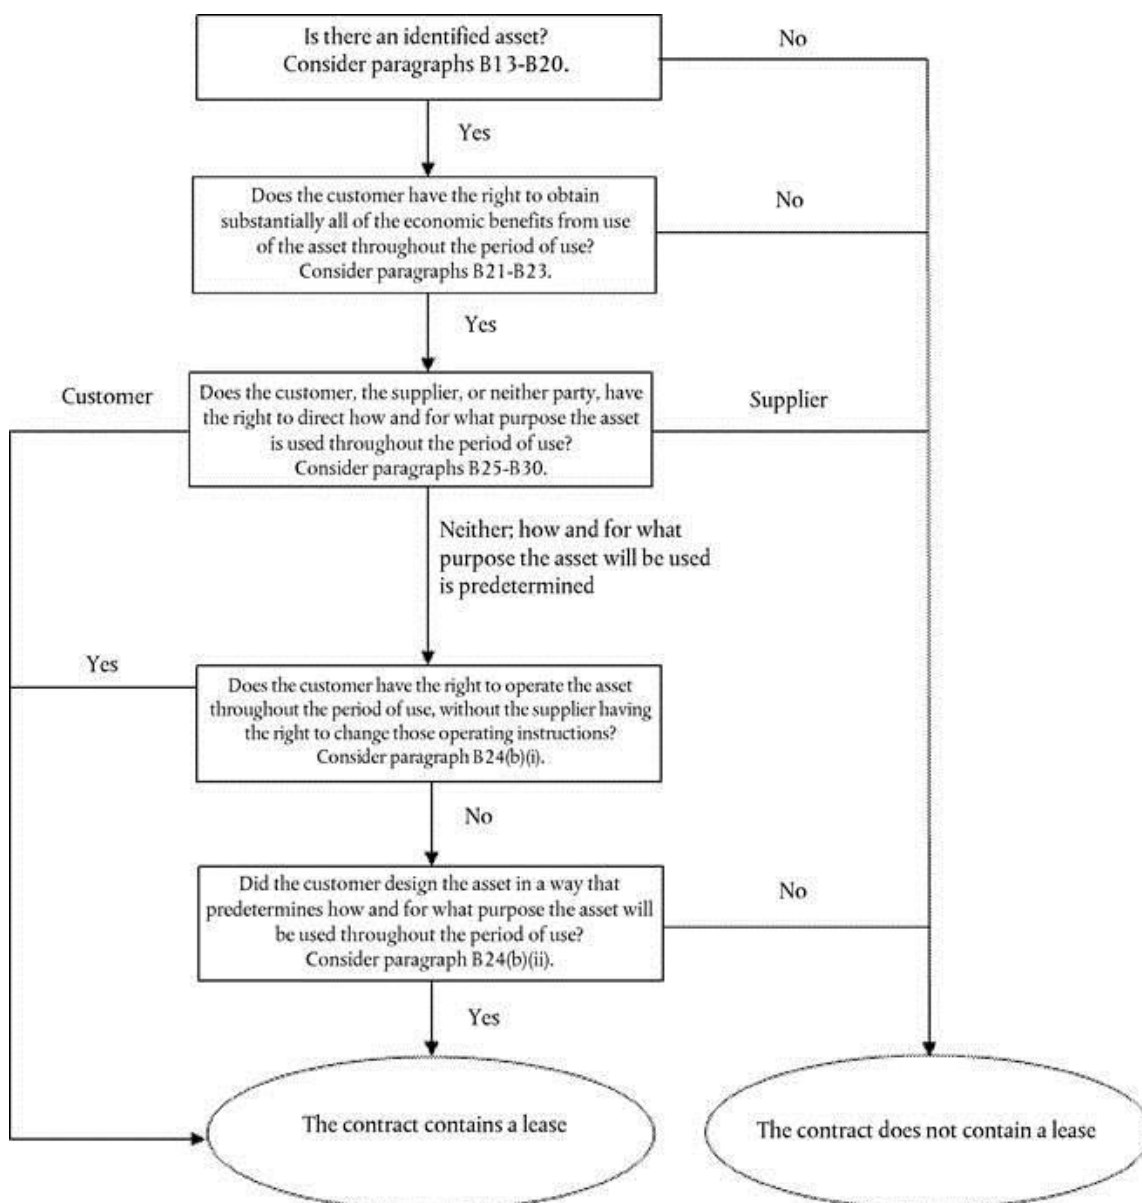 Is there an identified asset?
Consider paragraphs B13-B20.
No
Yes
Does the customer have the right to obtain
substantially all of the economic benefits from use
of the asset throughout the period of use?
Consider paragraphs B21-B23.
No
Yes
Customer
Does the customer, the supplier, or neither party, have
the right to direct how and for what purpose the asset
is used throughout the period of use?
Consider paragraphs B25-B30.
Supplier
Neither; how and for what
purpose the asset will be used
is predetermined
Yes
Does the customer have the right to operate the asset
throughout the period of use, without the supplier having
the right to change those operating instructions?
Consider paragraph B24(b)(i).
No
Did the customer design the asset in a way that
predetermines how and for what purpose the asset will
be used throughout the period of use?
Consider paragraph B24(b)(ii).
No
Yes
The contract contains a lease
The contract does not contain a lease